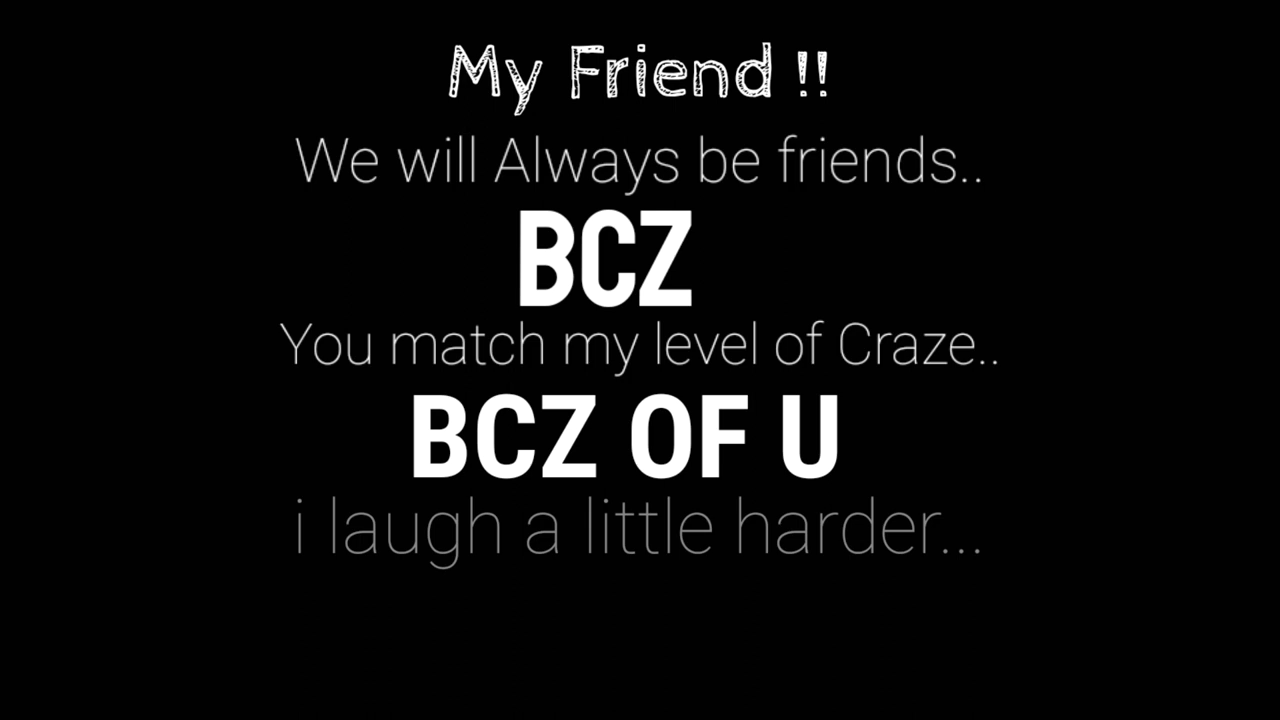 My Friend !!
We will Always be friends..
BCZ
You match my level of Craze..
BCZ OF U
i laugh a little harder...